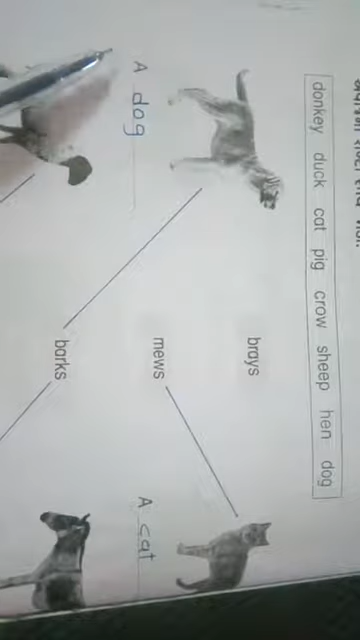 donkey duck cat pig crow sheep hen dog
brays
A dog
mews
A cat
barks